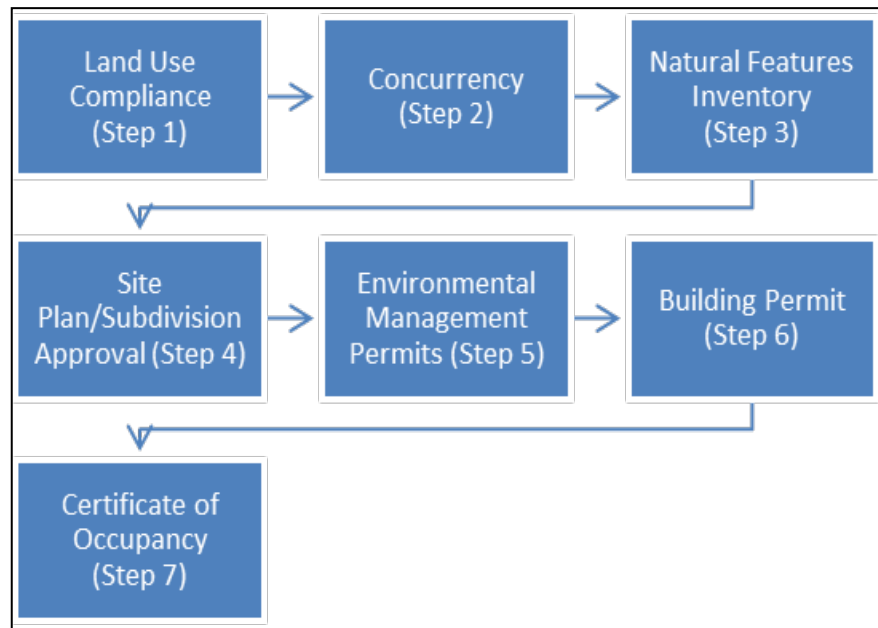 Land Use
Compliance
(Step 1)
Concurrency
(Step 2)
Natural Features
Inventory
(Step 3)
Site
Plan/Subdivision
Approval (Step 4)
Environmental
Management
Permits (Step 5)
Building Permit
(Step 6)
Certificate of
Occupancy
(Step 7)